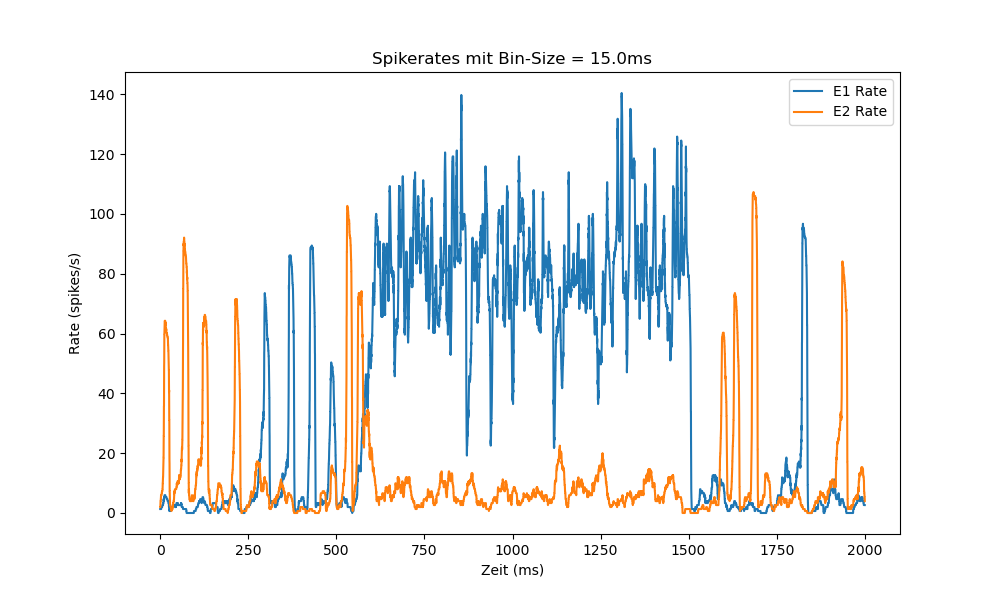 Spikerates mit Bin-Size = 15.0ms
E1 Rate
E2 Rate
Rate (spikes/s)
140
120
100
80
60
40
20
0
0 250 500 750 1000 1250 1500 1750 2000
Zeit (ms)